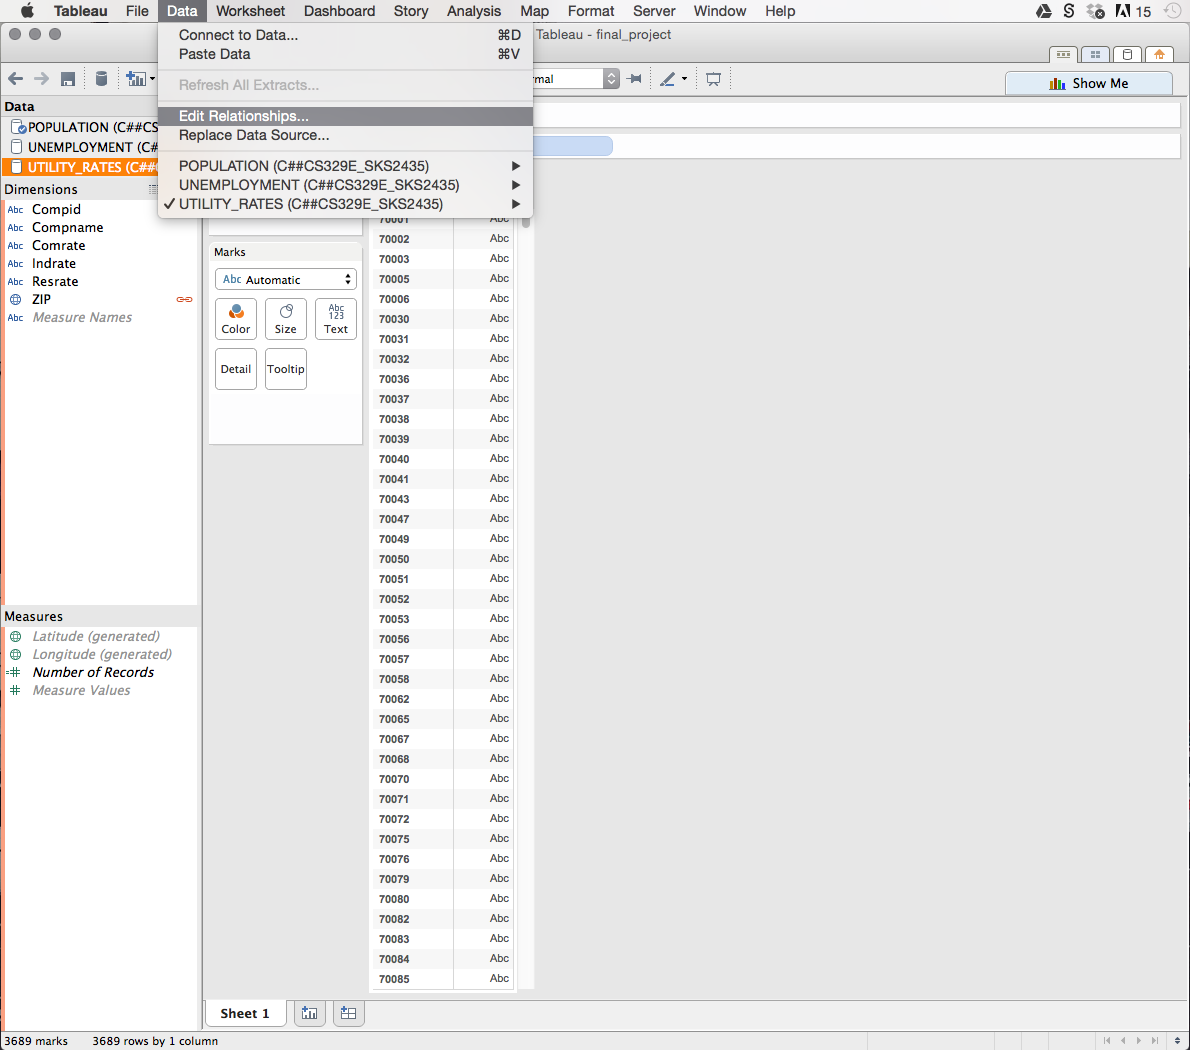 Tableau File Data Worksheet Dashboard Story Analysis Map Format Server Window Help 15
Tableau - final_project
Connect to Data... ⌘D
Paste Data ⌘V
Refresh All Extracts...
Edit Relationships...
Replace Data Source...
POPULATION (C##CS329E_SKS2435)
UNEMPLOYMENT (C##CS329E_SKS2435)
✓ UTILITY_RATES (C##CS329E_SKS2435)
Show Me
Data
POPULATION (C##CS
UNEMPLOYMENT (C#
UTILITY_RATES (C##
Dimensions
Abc Compid
Abc Compname
Abc Comrate
Abc Indrate
Abc Resrate
ZIP
Abc Measure Names
Measures
Latitude (generated)
Longitude (generated)
=# Number of Records
# Measure Values
Marks
Abc Automatic
Color Size Abc 123 Text
Detail Tooltip
70001 Abc
70002 Abc
70003 Abc
70005 Abc
70006 Abc
70030 Abc
70031 Abc
70032 Abc
70036 Abc
70037 Abc
70038 Abc
70039 Abc
70040 Abc
70041 Abc
70043 Abc
70047 Abc
70049 Abc
70050 Abc
70051 Abc
70052 Abc
70053 Abc
70056 Abc
70057 Abc
70058 Abc
70062 Abc
70065 Abc
70067 Abc
70068 Abc
70070 Abc
70071 Abc
70072 Abc
70075 Abc
70076 Abc
70079 Abc
70080 Abc
70082 Abc
70083 Abc
70084 Abc
70085 Abc
Sheet 1
3689 marks 3689 rows by 1 column